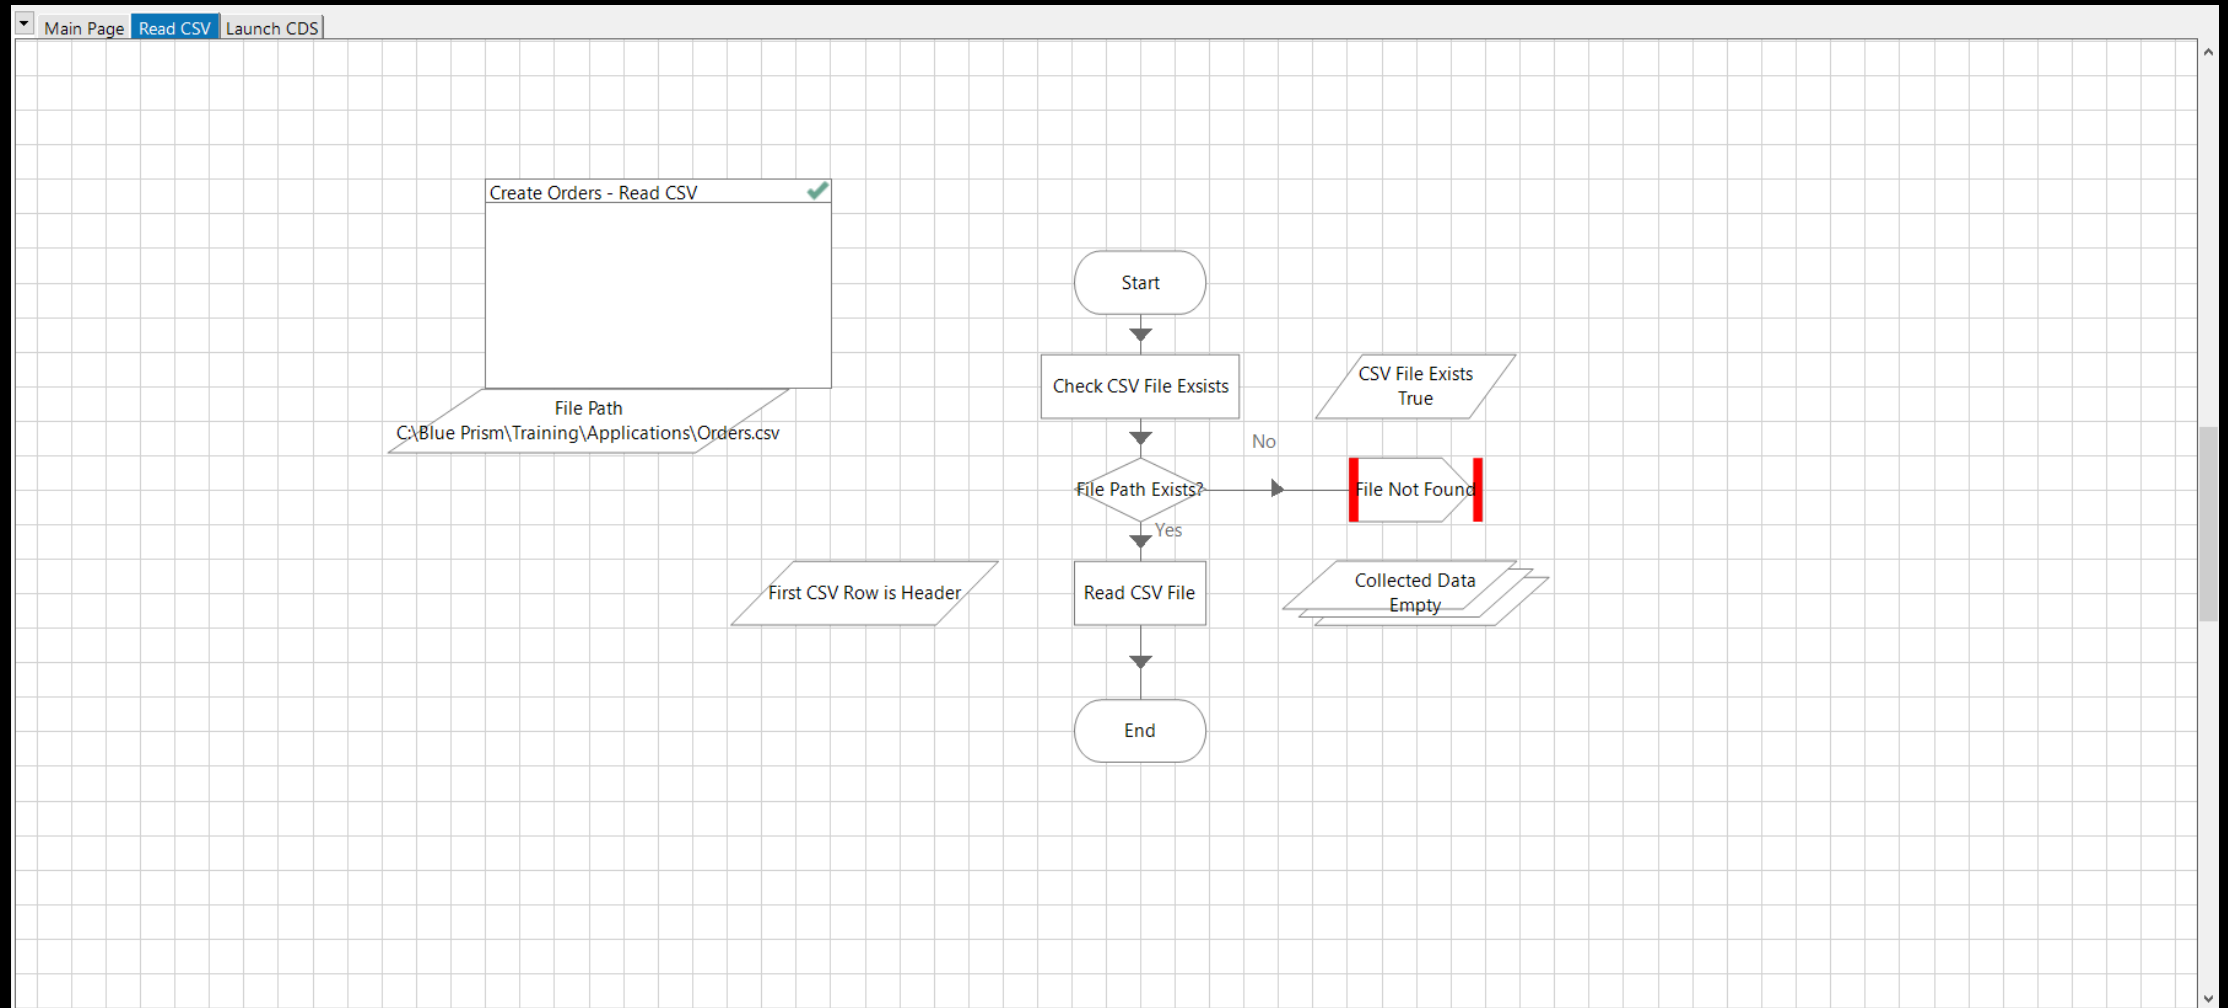 Main Page
Read CSV
Launch CDS
Create Orders - Read CSV
Start
Check CSV File Exsists
CSV File Exists
True
File Path
C:\Blue Prism\Training\Applications\Orders.csv
No
File Path Exists?
File Not Found
Yes
First CSV Row is Header
Read CSV File
Collected Data
Empty
End